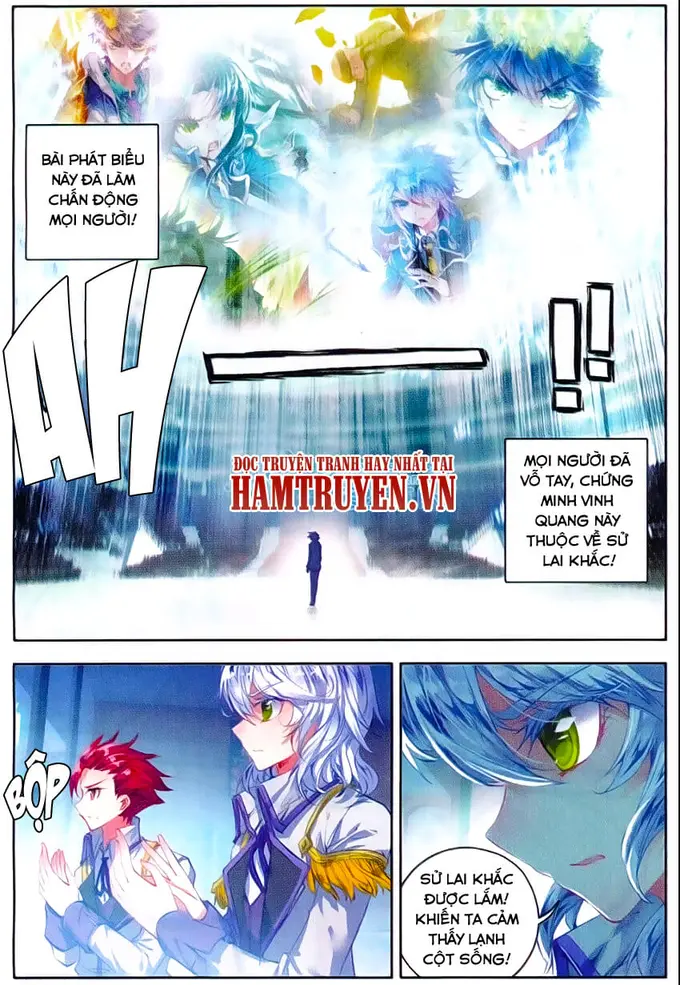 BÀI PHÁT BIỂU
NÀY ĐÃ LÀM
CHẤN ĐỘNG
MỌI NGƯỜI!
AH
!!
ĐỌC TRUYỆN TRANH HAY NHẤT TẠI
HAMTRUYEN.VN
MỌI NGƯỜI ĐÃ
VỖ TAY, CHỨNG
MINH VINH
QUANG NÀY
THUỘC VỀ SỬ
LAI KHẮC!
BỘP
SỬ LAI KHẮC
ĐƯỢC LẮM!
KHIẾN TA CẢM
THẤY LẠNH
CỘT SỐNG!